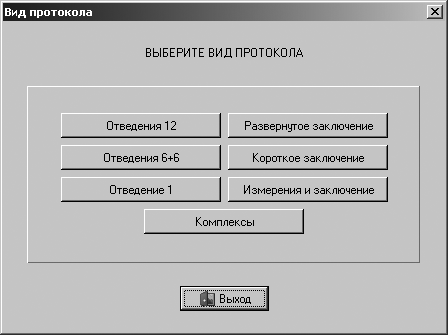 Вид протокола
ВЫБЕРИТЕ ВИД ПРОТОКОЛА
Отведения 12
Развернутое заключение
Отведения 6+6
Короткое заключение
Отведение 1
Измерения и заключение
Комплексы
Выход